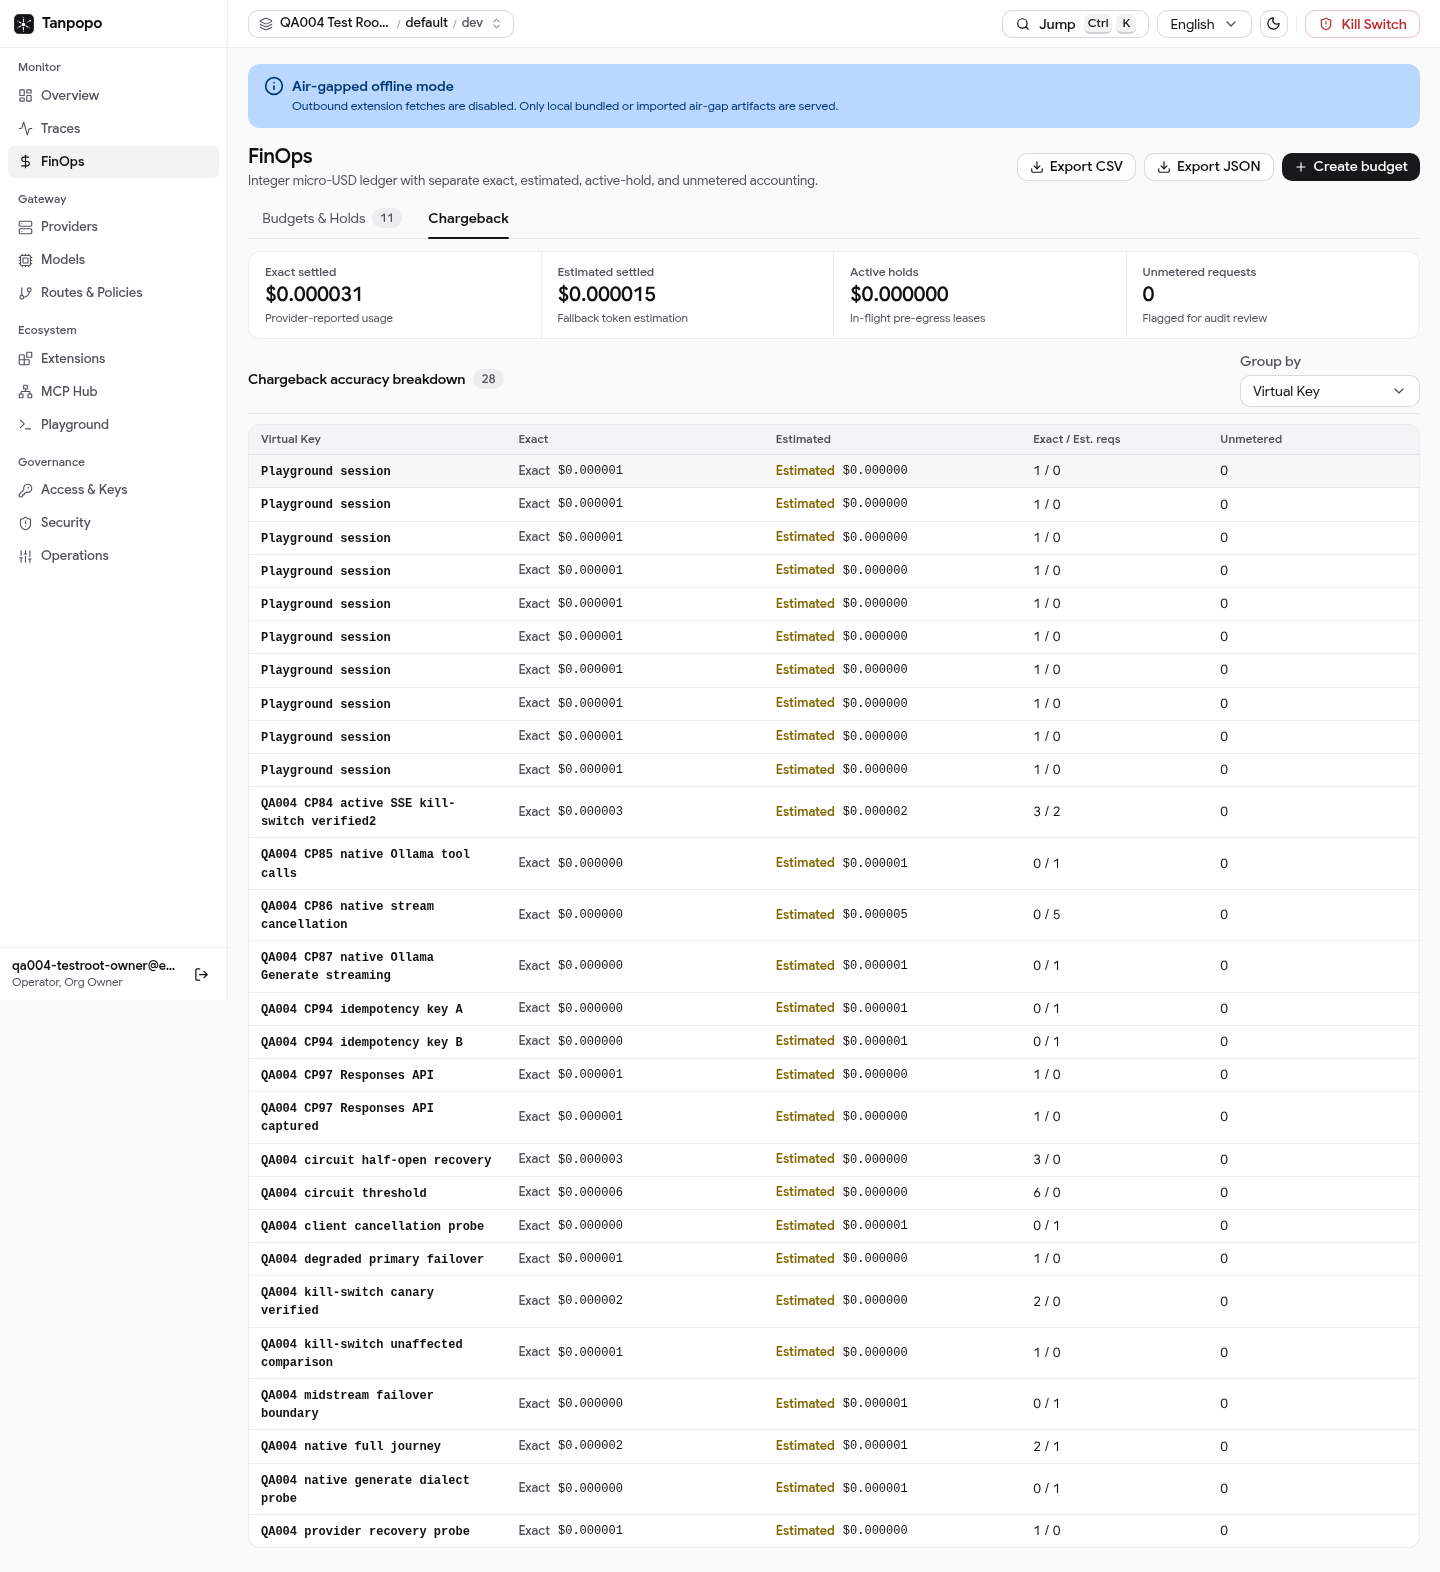 Tanpopo
QA004 Test Roo... / default / dev
Jump Ctrl K
English
Kill Switch
Monitor
Overview
Traces
FinOps
Gateway
Providers
Models
Routes & Policies
Ecosystem
Extensions
MCP Hub
Playground
Governance
Access & Keys
Security
Operations
qa004-testroot-owner@e...
Operator, Org Owner
Air-gapped offline mode
Outbound extension fetches are disabled. Only local bundled or imported air-gap artifacts are served.
FinOps
Integer micro-USD ledger with separate exact, estimated, active-hold, and unmetered accounting.
Export CSV
Export JSON
Create budget
Budgets & Holds 11
Chargeback
Exact settled
$0.000031
Provider-reported usage
Estimated settled
$0.000015
Fallback token estimation
Active holds
$0.000000
In-flight pre-egress leases
Unmetered requests
0
Flagged for audit review
Chargeback accuracy breakdown 28
Group by
Virtual Key
Virtual Key Exact Estimated Exact / Est. reqs Unmetered
Playground session Exact $0.000001 Estimated $0.000000 1 / 0 0
Playground session Exact $0.000001 Estimated $0.000000 1 / 0 0
Playground session Exact $0.000001 Estimated $0.000000 1 / 0 0
Playground session Exact $0.000001 Estimated $0.000000 1 / 0 0
Playground session Exact $0.000001 Estimated $0.000000 1 / 0 0
Playground session Exact $0.000001 Estimated $0.000000 1 / 0 0
Playground session Exact $0.000001 Estimated $0.000000 1 / 0 0
Playground session Exact $0.000001 Estimated $0.000000 1 / 0 0
Playground session Exact $0.000001 Estimated $0.000000 1 / 0 0
Playground session Exact $0.000001 Estimated $0.000000 1 / 0 0
QA004 CP84 active SSE kill-
switch verified2 Exact $0.000003 Estimated $0.000002 3 / 2 0
QA004 CP85 native Ollama tool
calls Exact $0.000000 Estimated $0.000001 0 / 1 0
QA004 CP86 native stream
cancellation Exact $0.000000 Estimated $0.000005 0 / 5 0
QA004 CP87 native Ollama
Generate streaming Exact $0.000000 Estimated $0.000001 0 / 1 0
QA004 CP94 idempotency key A Exact $0.000000 Estimated $0.000001 0 / 1 0
QA004 CP94 idempotency key B Exact $0.000000 Estimated $0.000001 0 / 1 0
QA004 CP97 Responses API Exact $0.000001 Estimated $0.000000 1 / 0 0
QA004 CP97 Responses API
captured Exact $0.000001 Estimated $0.000000 1 / 0 0
QA004 circuit half-open recovery Exact $0.000003 Estimated $0.000000 3 / 0 0
QA004 circuit threshold Exact $0.000006 Estimated $0.000000 6 / 0 0
QA004 client cancellation probe Exact $0.000000 Estimated $0.000001 0 / 1 0
QA004 degraded primary failover Exact $0.000001 Estimated $0.000000 1 / 0 0
QA004 kill-switch canary
verified Exact $0.000002 Estimated $0.000000 2 / 0 0
QA004 kill-switch unaffected
comparison Exact $0.000001 Estimated $0.000000 1 / 0 0
QA004 midstream failover
boundary Exact $0.000000 Estimated $0.000001 0 / 1 0
QA004 native full journey Exact $0.000002 Estimated $0.000001 2 / 1 0
QA004 native generate dialect
probe Exact $0.000000 Estimated $0.000001 0 / 1 0
QA004 provider recovery probe Exact $0.000001 Estimated $0.000000 1 / 0 0